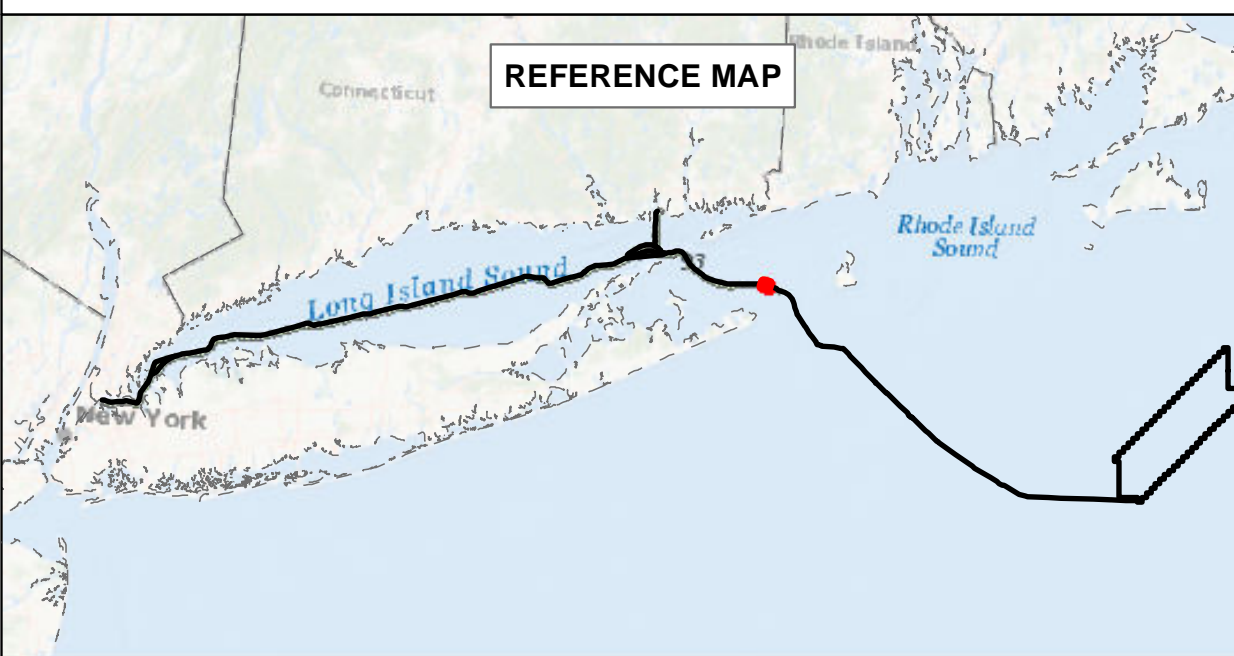 Rhode Island
REFERENCE MAP
Connecticut
Rhode Island
Sound
Long Island Sound
New York